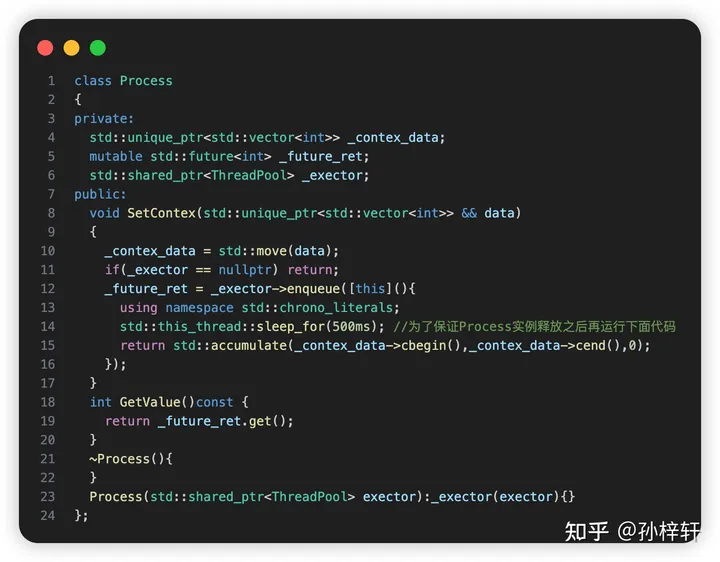 1 class Process
2 {
3 private:
4 std::unique_ptr<std::vector<int>> _contex_data;
5 mutable std::future<int> _future_ret;
6 std::shared_ptr<ThreadPool> _exector;
7 public:
8 void SetContex(std::unique_ptr<std::vector<int>> && data)
9 {
10 _contex_data = std::move(data);
11 if(_exector == nullptr) return;
12 _future_ret = _exector->enqueue([this](){
13 using namespace std::chrono_literals;
14 std::this_thread::sleep_for(500ms); //为了保证Process实例释放之后再运行下面代码
15 return std::accumulate(_contex_data->cbegin(),_contex_data->cend(),0);
16 });
17 }
18 int GetValue()const {
19 return _future_ret.get();
20 }
21 ~Process(){
22 }
23 Process(std::shared_ptr<ThreadPool> exector):_exector(exector){}
24 };
知乎 @孙梓轩